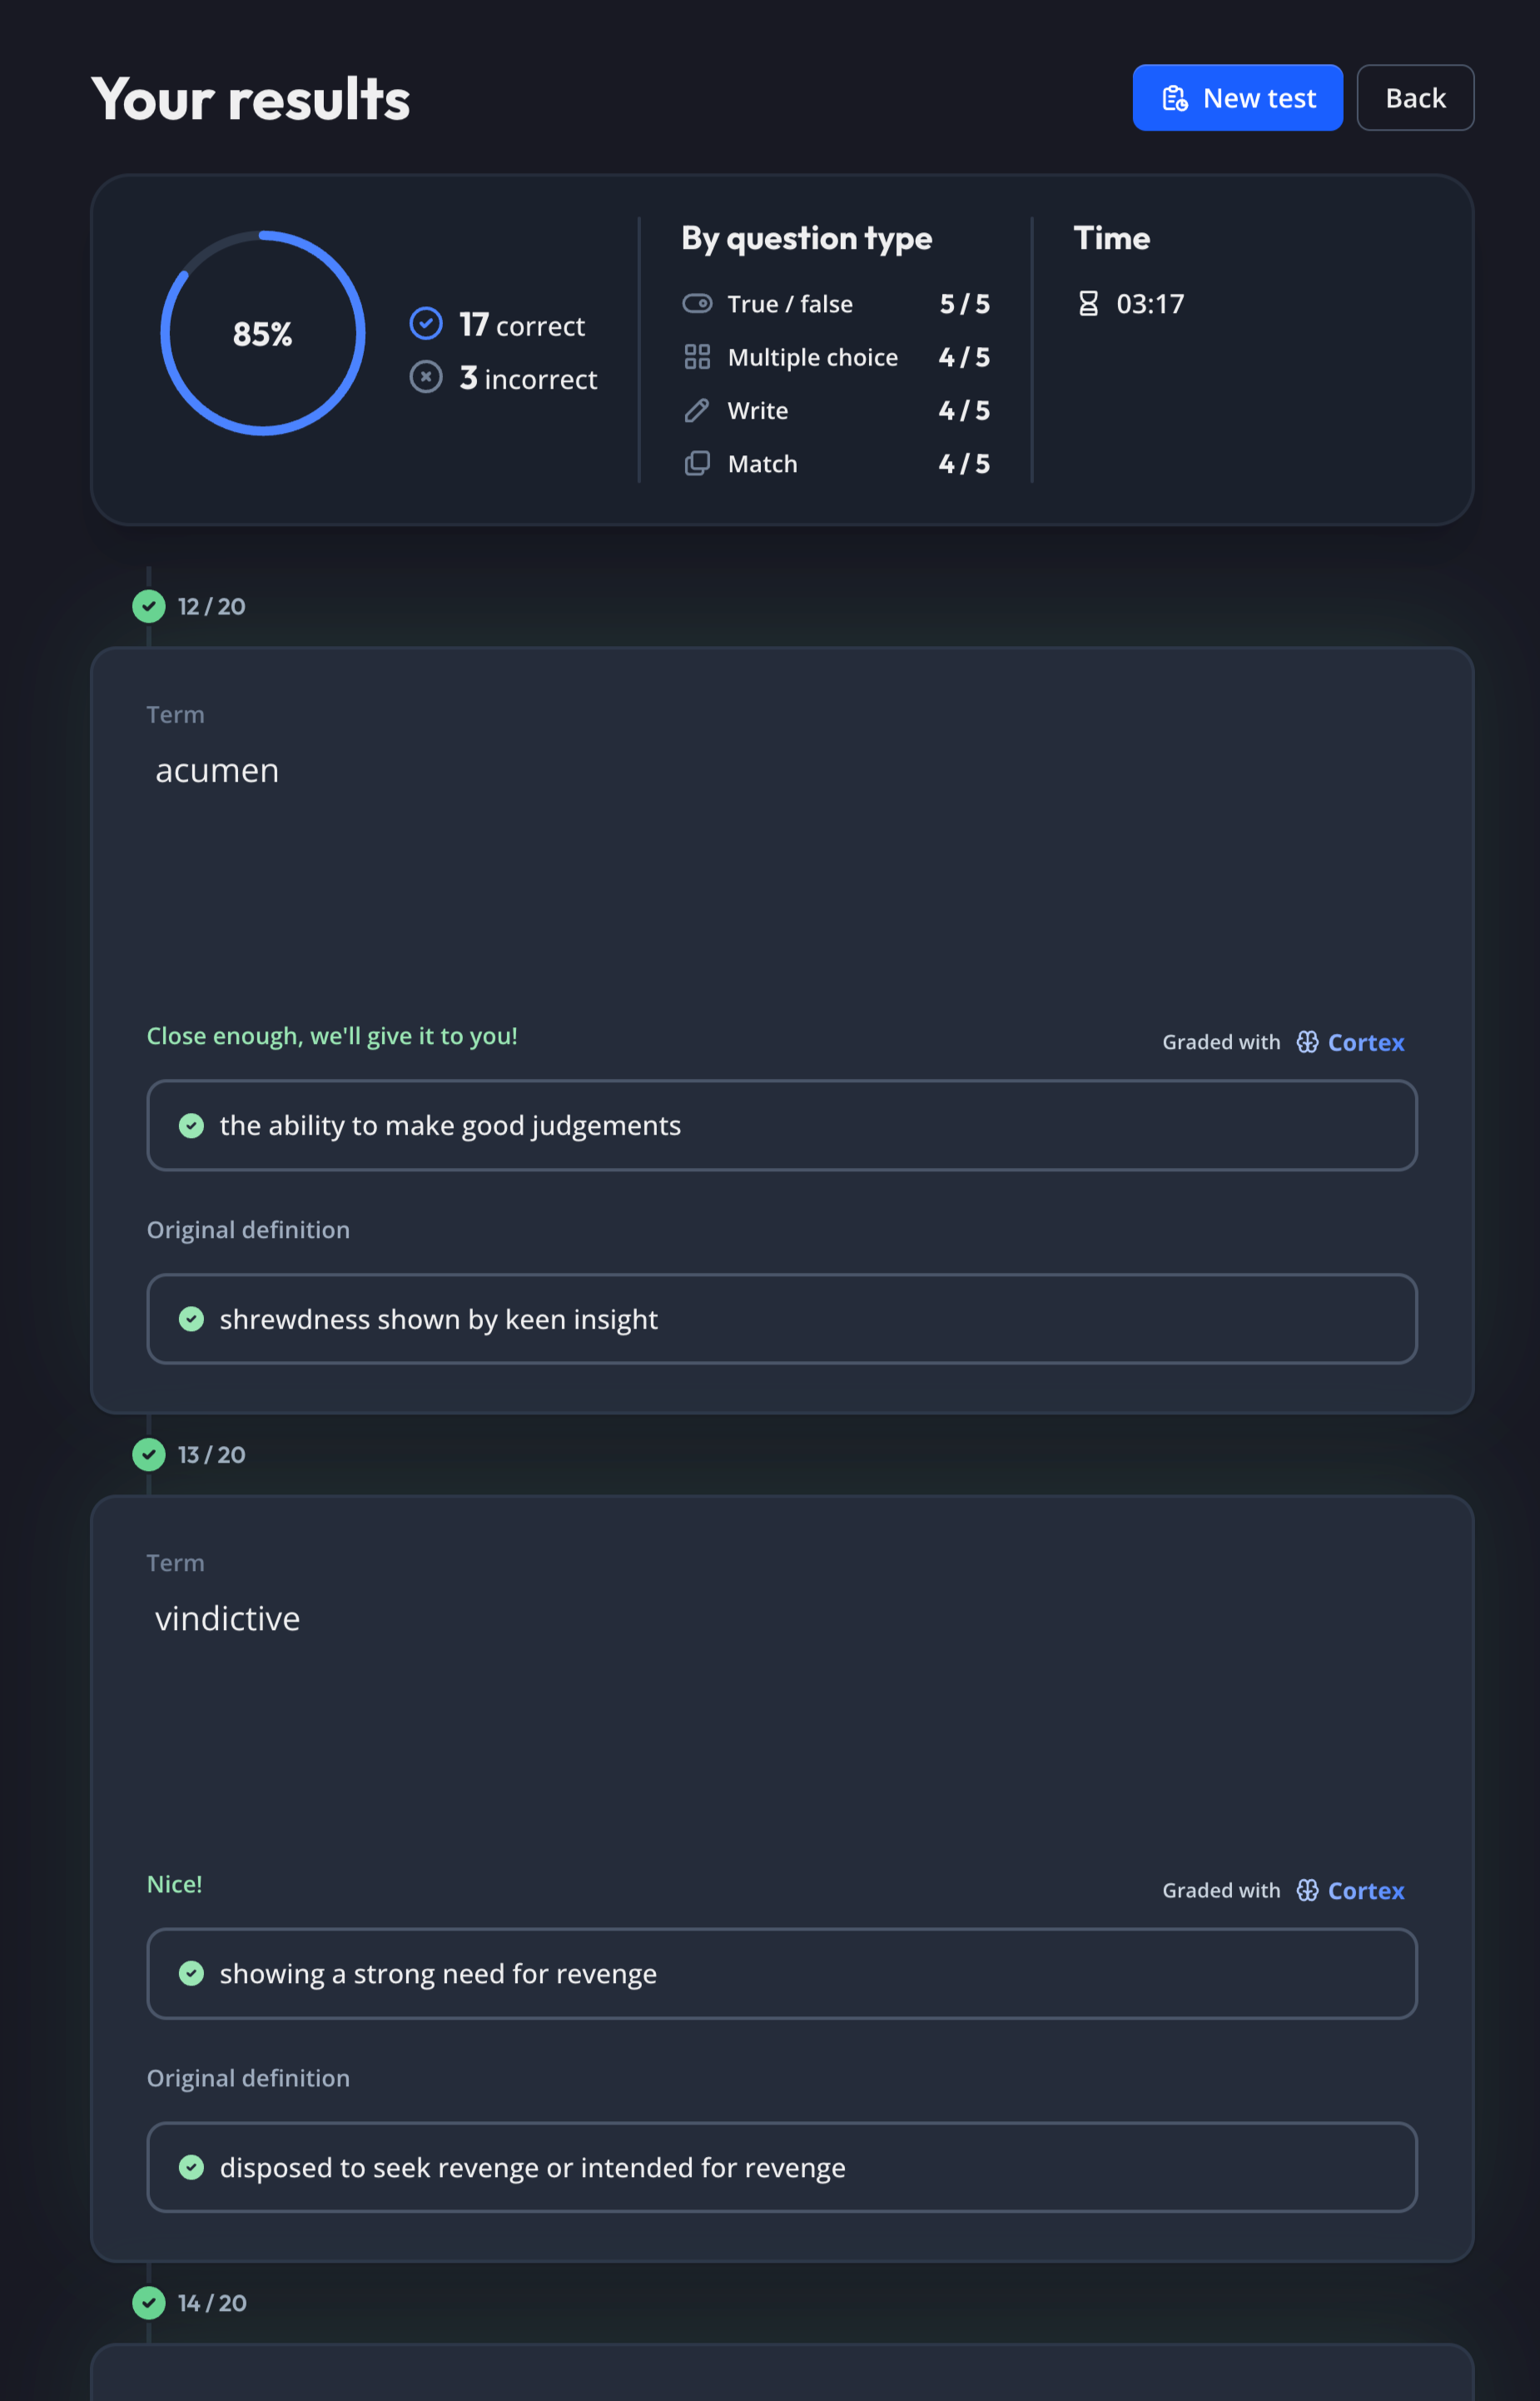 Your results
New test
Back
85%
17 correct
3 incorrect
By question type
True / false 5 / 5
Multiple choice 4 / 5
Write 4 / 5
Match 4 / 5
Time
03:17
12 / 20
Term
acumen
Close enough, we'll give it to you!
Graded with Cortex
the ability to make good judgements
Original definition
shrewdness shown by keen insight
13 / 20
Term
vindictive
Nice!
Graded with Cortex
showing a strong need for revenge
Original definition
disposed to seek revenge or intended for revenge
14 / 20